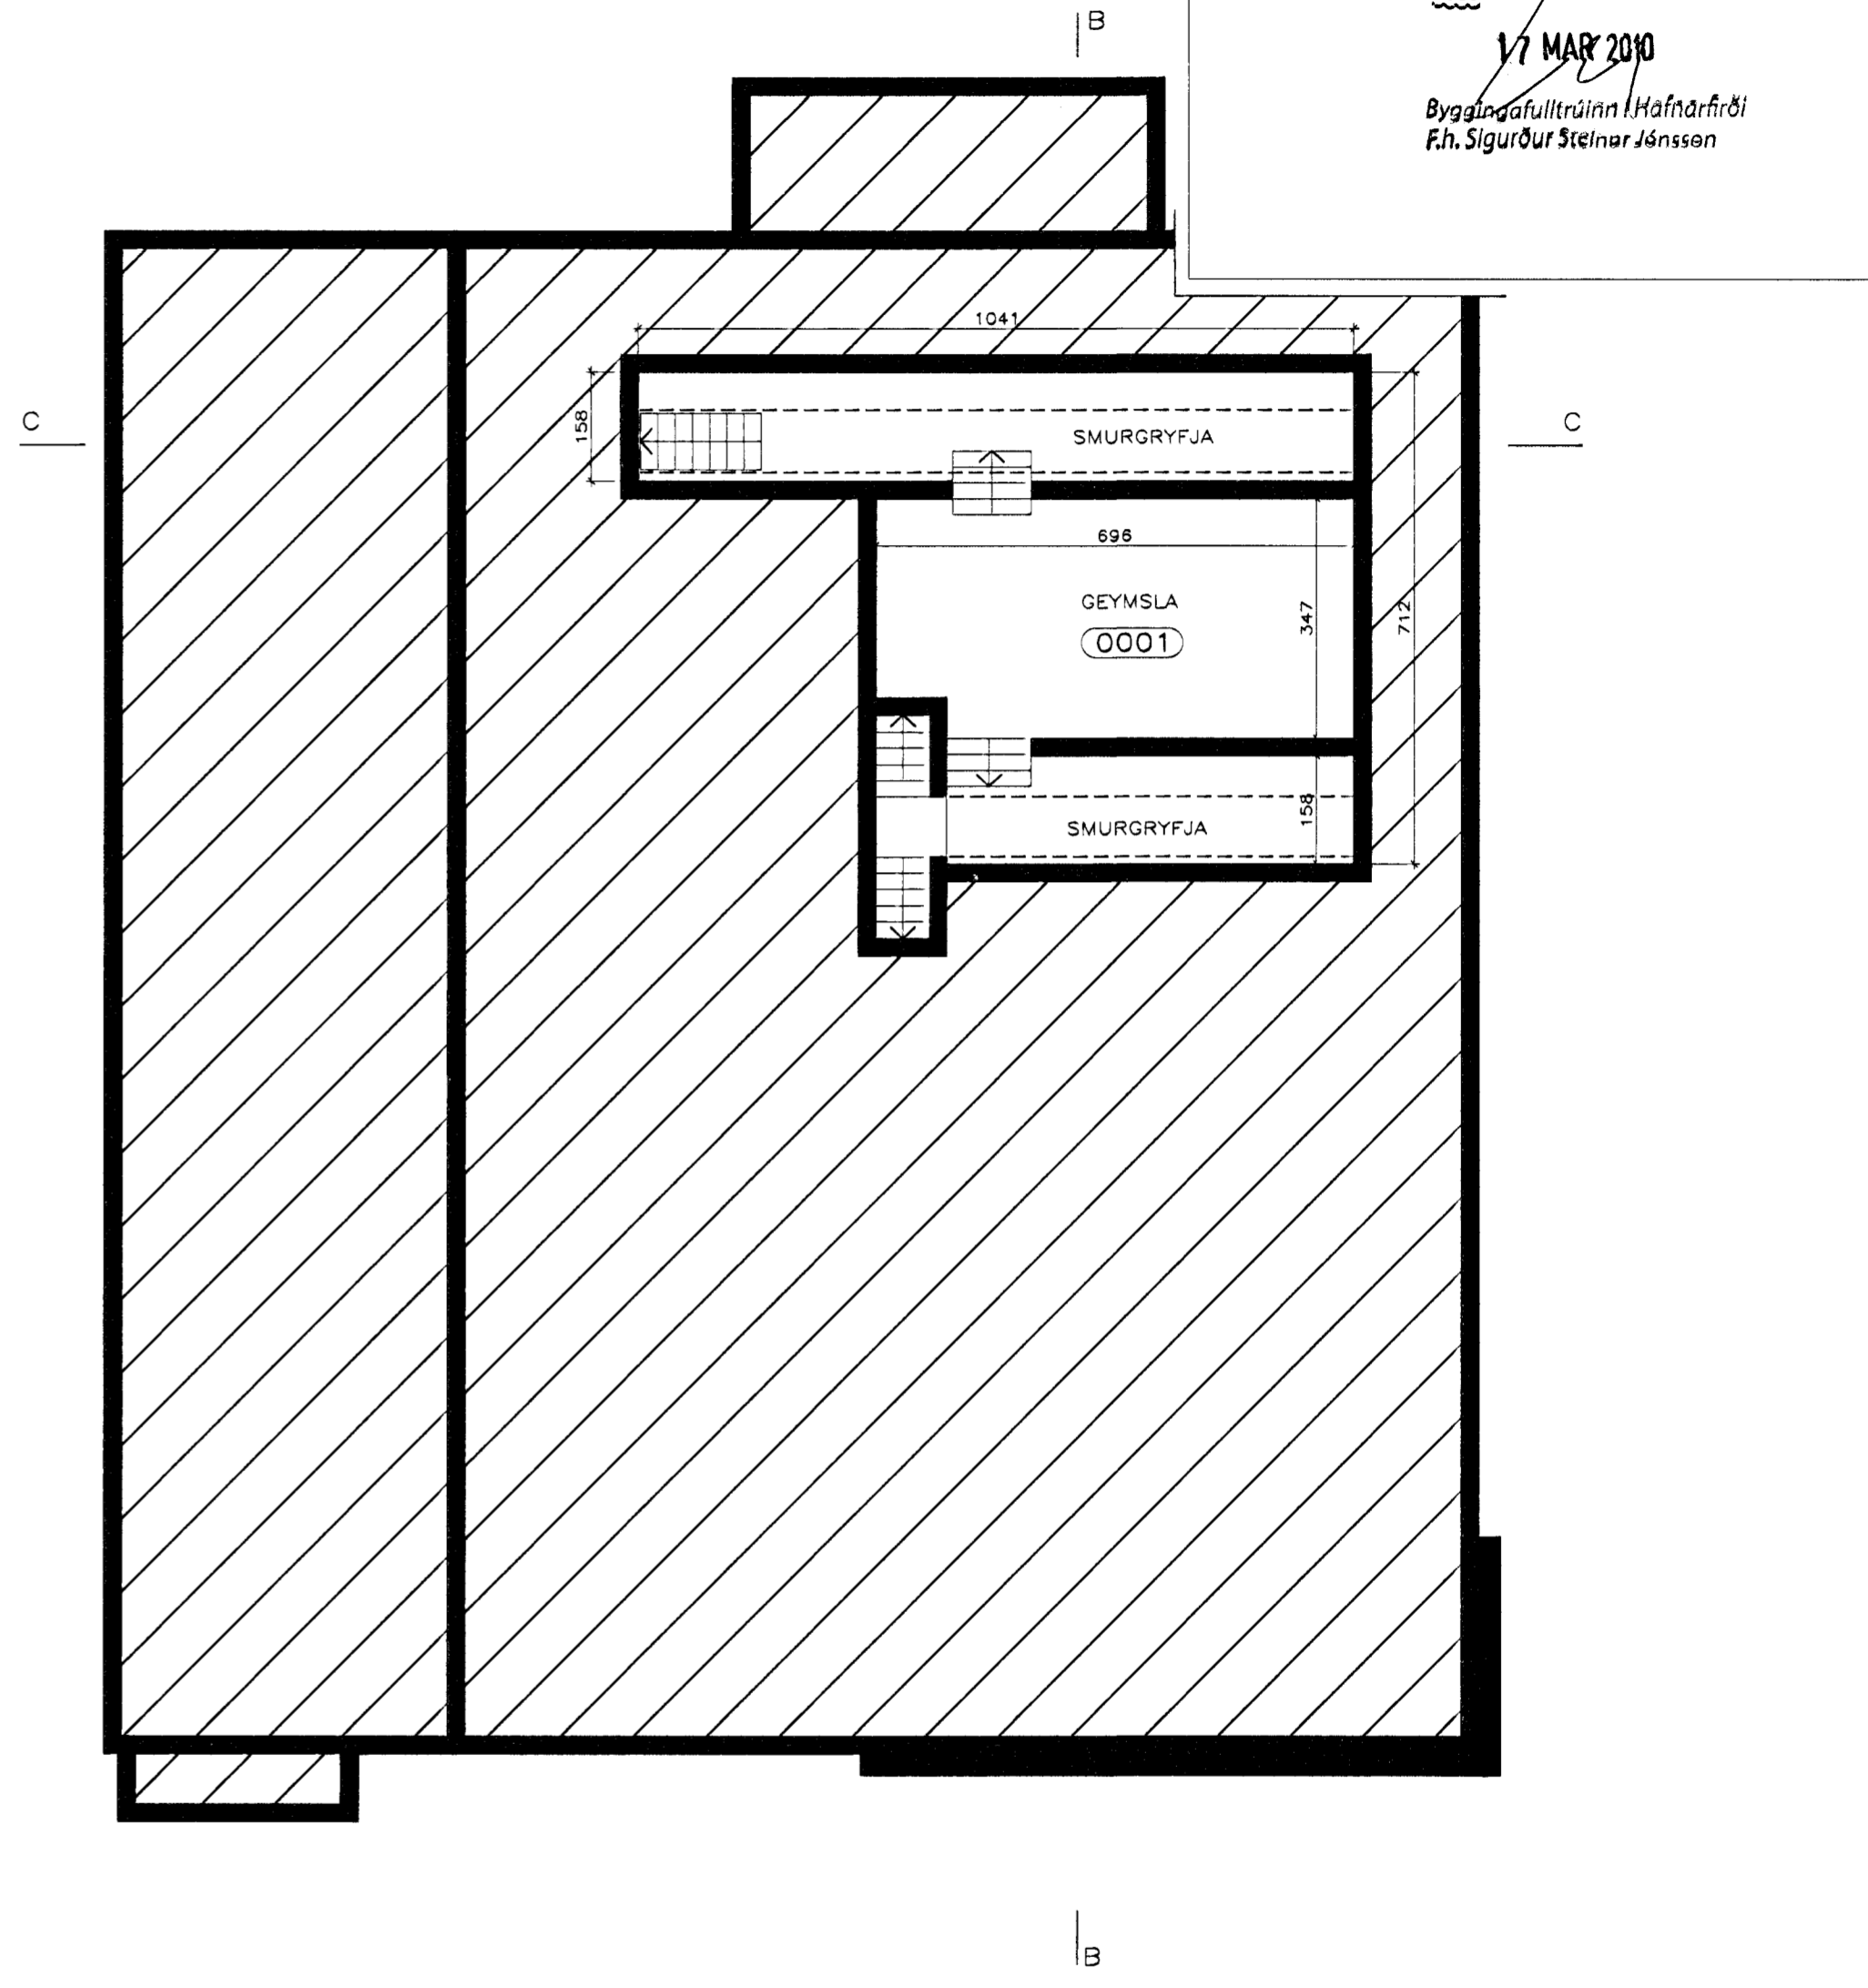 B
17 MAR 2010
Byggingafulltrúinn í Hafnarfirði
F.h. Sigurður Steinar Jónsson
1041
C
158
SMURGRYFJA
C
696
GEYMSLA
0001
347
712
158
SMURGRYFJA
B